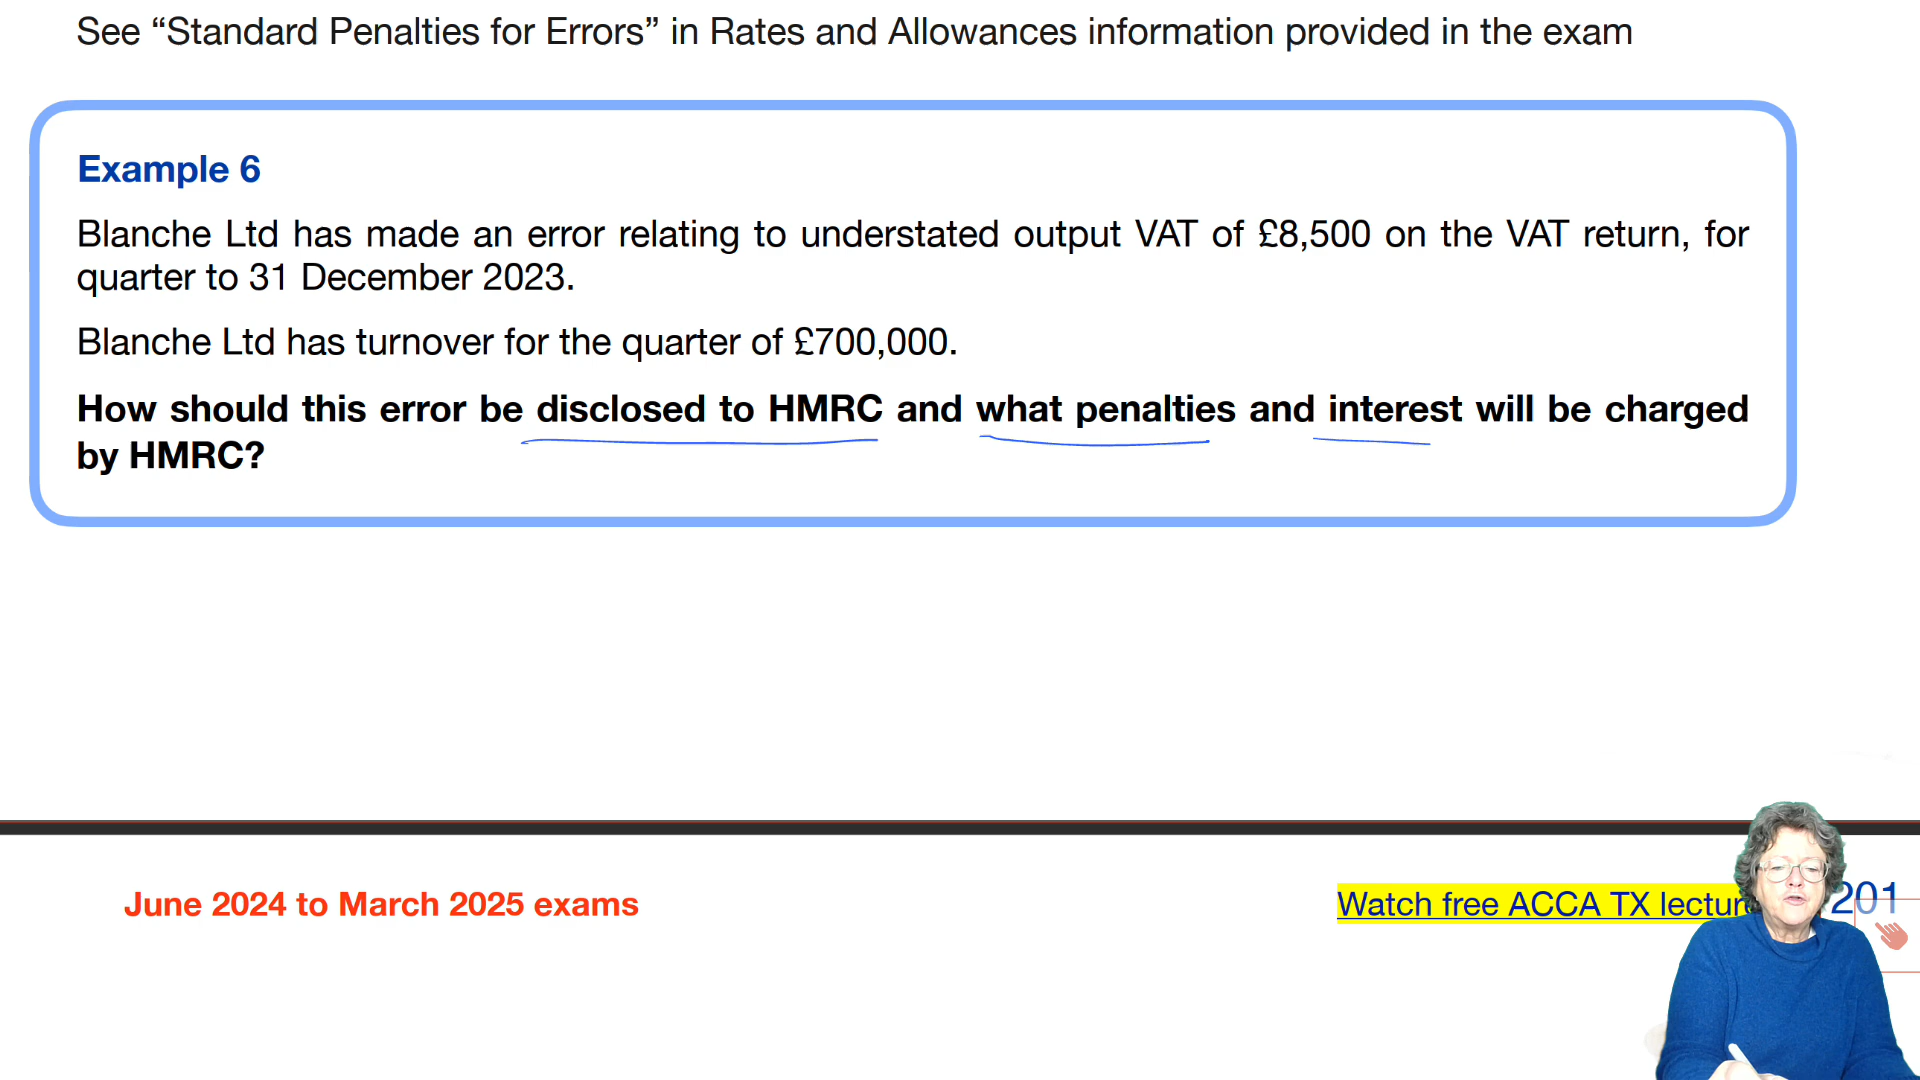 See “Standard Penalties for Errors” in Rates and Allowances information provided in the exam
Example 6
Blanche Ltd has made an error relating to understated output VAT of £8,500 on the VAT return, for
quarter to 31 December 2023.
Blanche Ltd has turnover for the quarter of £700,000.
How should this error be disclosed to HMRC and what penalties and interest will be charged
by HMRC?
June 2024 to March 2025 exams
Watch free ACCA TX
201